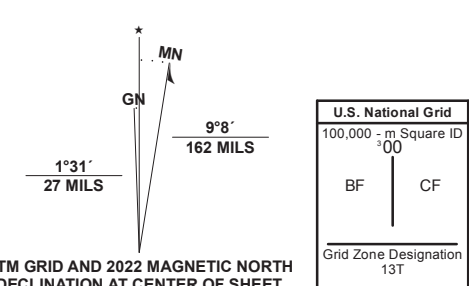 ★
MN
GN
9°8´
162 MILS
1°31´
27 MILS
TM GRID AND 2022 MAGNETIC NORTH
DECLINATION AT CENTER OF SHEET
U.S. National Grid
100,000 - m Square ID
³00
BF
CF
Grid Zone Designation
13T